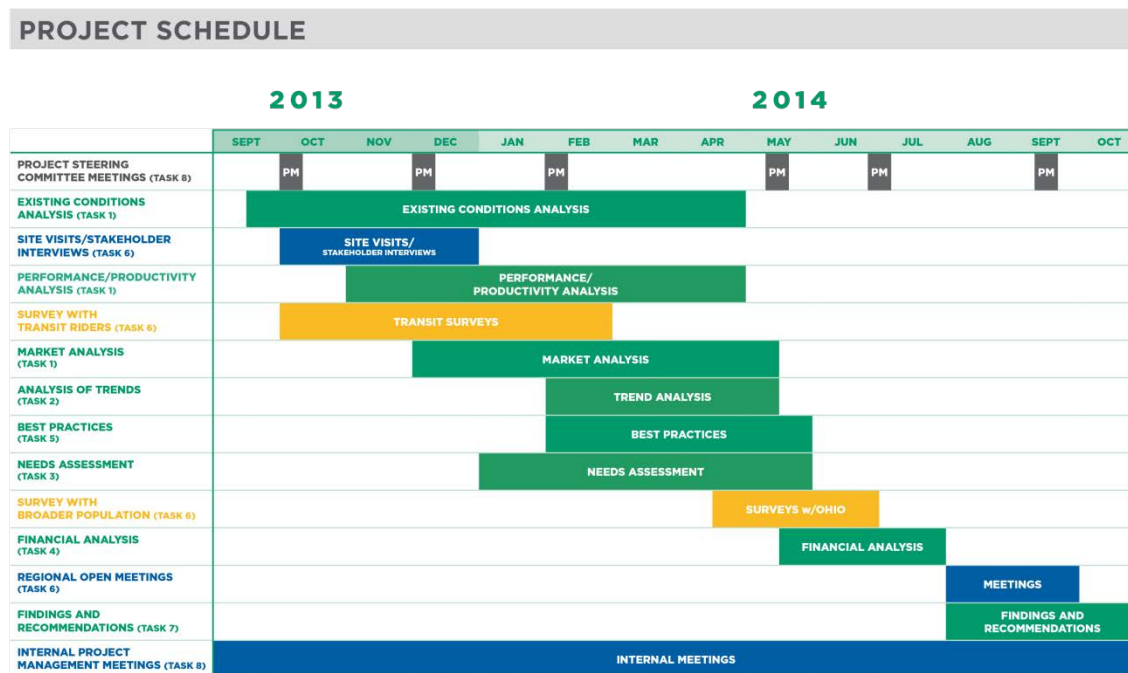 PROJECT SCHEDULE
2013 2014
SEPT OCT NOV DEC JAN FEB MAR APR MAY JUN JUL AUG SEPT OCT
PROJECT STEERING
COMMITTEE MEETINGS (TASK 8)
PM PM PM PM PM PM
EXISTING CONDITIONS
ANALYSIS (TASK 1)
EXISTING CONDITIONS ANALYSIS
SITE VISITS/STAKEHOLDER
INTERVIEWS (TASK 6)
SITE VISITS/
STAKEHOLDER INTERVIEWS
PERFORMANCE/PRODUCTIVITY
ANALYSIS (TASK 1)
PERFORMANCE/
PRODUCTIVITY ANALYSIS
SURVEY WITH
TRANSIT RIDERS (TASK 6)
TRANSIT SURVEYS
MARKET ANALYSIS
(TASK 1)
MARKET ANALYSIS
ANALYSIS OF TRENDS
(TASK 2)
TREND ANALYSIS
BEST PRACTICES
(TASK 5)
BEST PRACTICES
NEEDS ASSESSMENT
(TASK 3)
NEEDS ASSESSMENT
SURVEY WITH
BROADER POPULATION (TASK 6)
SURVEYS w/OHIO
FINANCIAL ANALYSIS
(TASK 4)
FINANCIAL ANALYSIS
REGIONAL OPEN MEETINGS
(TASK 6)
MEETINGS
FINDINGS AND
RECOMMENDATIONS (TASK 7)
FINDINGS AND
RECOMMENDATIONS
INTERNAL PROJECT
MANAGEMENT MEETINGS (TASK 8)
INTERNAL MEETINGS